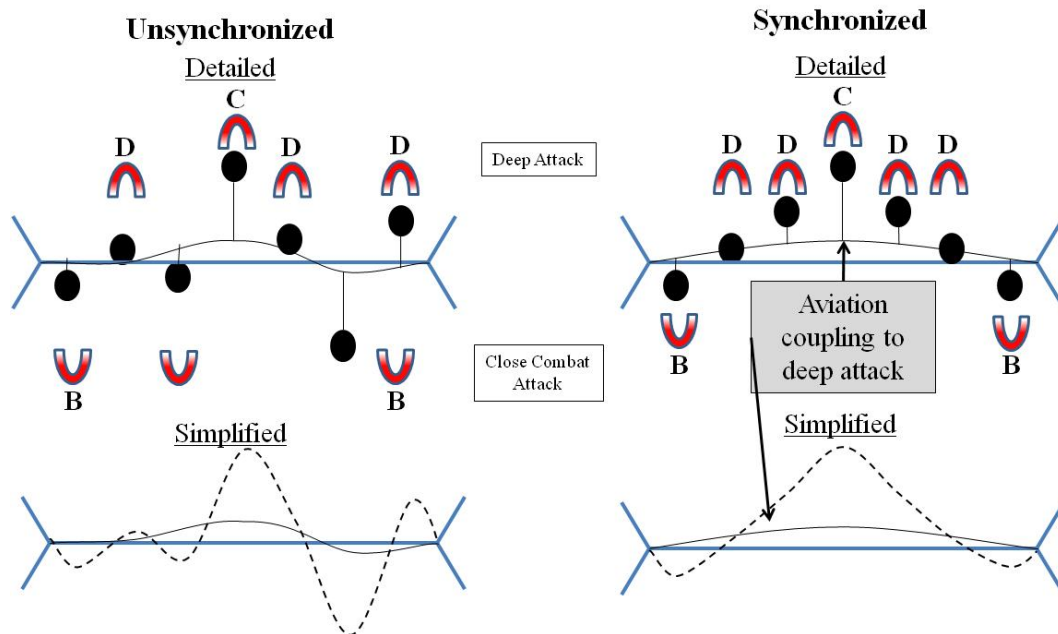 Unsynchronized
Detailed
C
D
D
D
B
B
Simplified
Deep Attack
Close Combat
Attack
Synchronized
Detailed
C
D
D
D
D
B
B
Aviation
coupling to
deep attack
Simplified